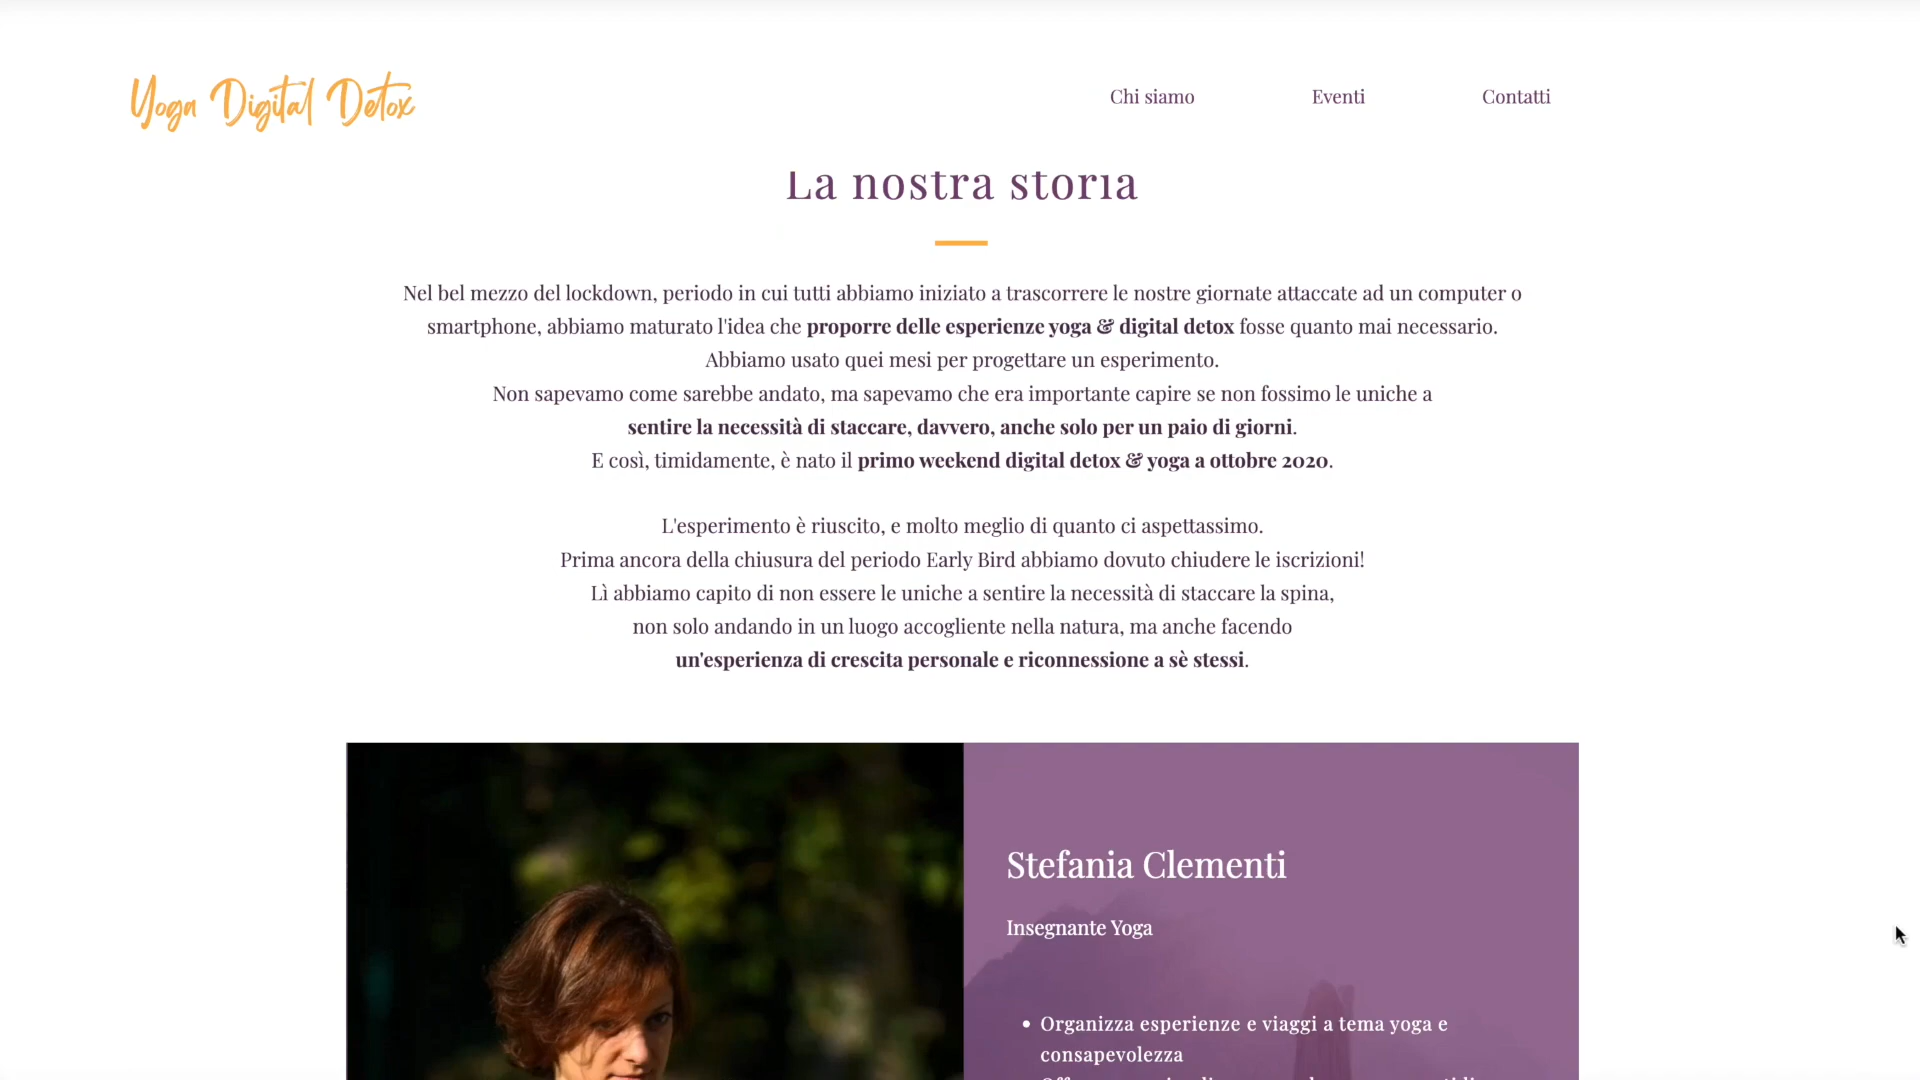 Yoga Digital Detox
Chi siamo
Eventi
Contatti
La nostra storia
Nel bel mezzo del lockdown, periodo in cui tutti abbiamo iniziato a trascorrere le nostre giornate attaccate ad un computer o
smartphone, abbiamo maturato l'idea che proporre delle esperienze yoga & digital detox fosse quanto mai necessario.
Abbiamo usato quei mesi per progettare un esperimento.
Non sapevamo come sarebbe andato, ma sapevamo che era importante capire se non fossimo le uniche a
sentire la necessità di staccare, davvero, anche solo per un paio di giorni.
E così, timidamente, è nato il primo weekend digital detox & yoga a ottobre 2020.
L'esperimento è riuscito, e molto meglio di quanto ci aspettassimo.
Prima ancora della chiusura del periodo Early Bird abbiamo dovuto chiudere le iscrizioni!
Lì abbiamo capito di non essere le uniche a sentire la necessità di staccare la spina,
non solo andando in un luogo accogliente nella natura, ma anche facendo
un'esperienza di crescita personale e riconnessione a sè stessi.
Stefania Clementi
Insegnante Yoga
• Organizza esperienze e viaggi a tema yoga e
consapevolezza